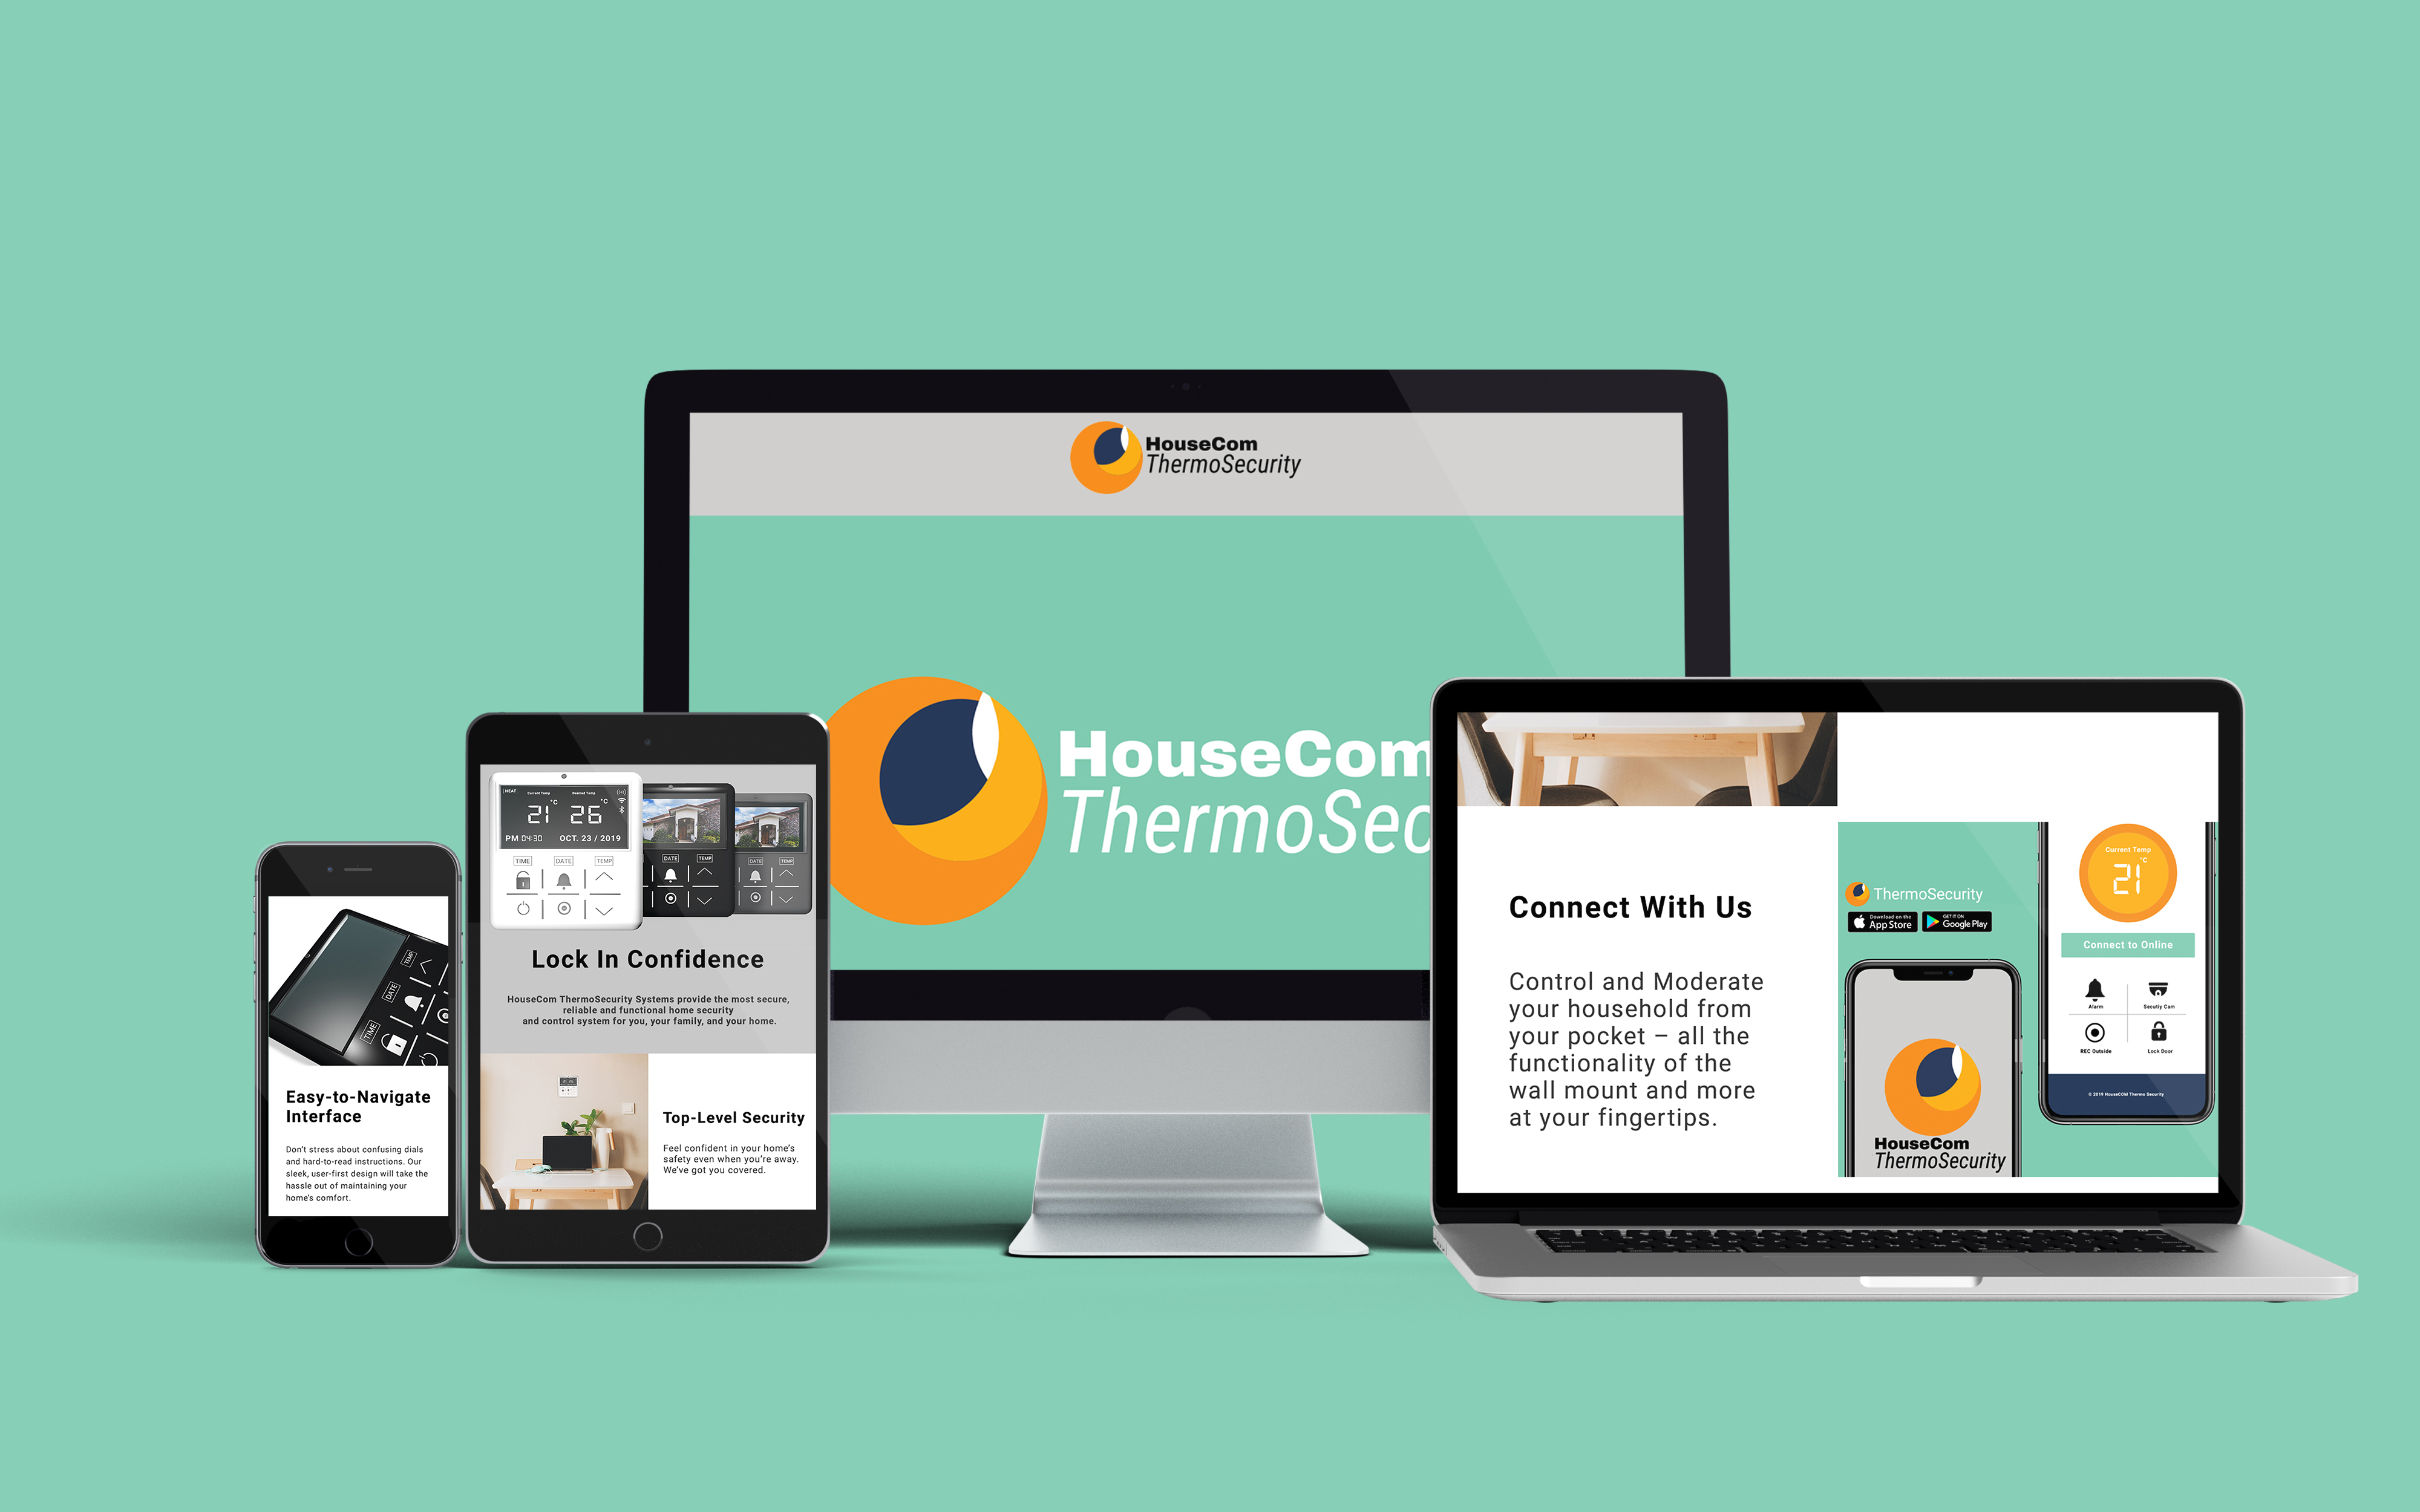 HouseCom
ThermoSecurity
HouseCom
ThermoSec
HEAT
Current Temp
Desired Temp
21 °C
26 °C
PM 04:30
OCT. 23 / 2019
TIME
DATE
TEMP
DATE
TEMP
DATE
TEMP
Lock In Confidence
HouseCom ThermoSecurity Systems provide the most secure,
reliable and functional home security
and control system for you, your family, and your home.
Top-Level Security
Feel confident in your home's
safety even when you're away.
We've got you covered.
TIME
DATE
TEMP
Easy-to-Navigate
Interface
Don't stress about confusing dials
and hard-to-read instructions. Our
sleek, user-first design will take the
hassle out of maintaining your
home's comfort.
Connect With Us
Control and Moderate
your household from
your pocket – all the
functionality of the
wall mount and more
at your fingertips.
ThermoSecurity
Download on the
App Store
GET IT ON
Google Play
HouseCom
ThermoSecurity
Current Temp
21 °C
Connect to Online
Alarm
Secutiy Cam
REC Outside
Lock Door
© 2019 HouseCOM Thermo Security